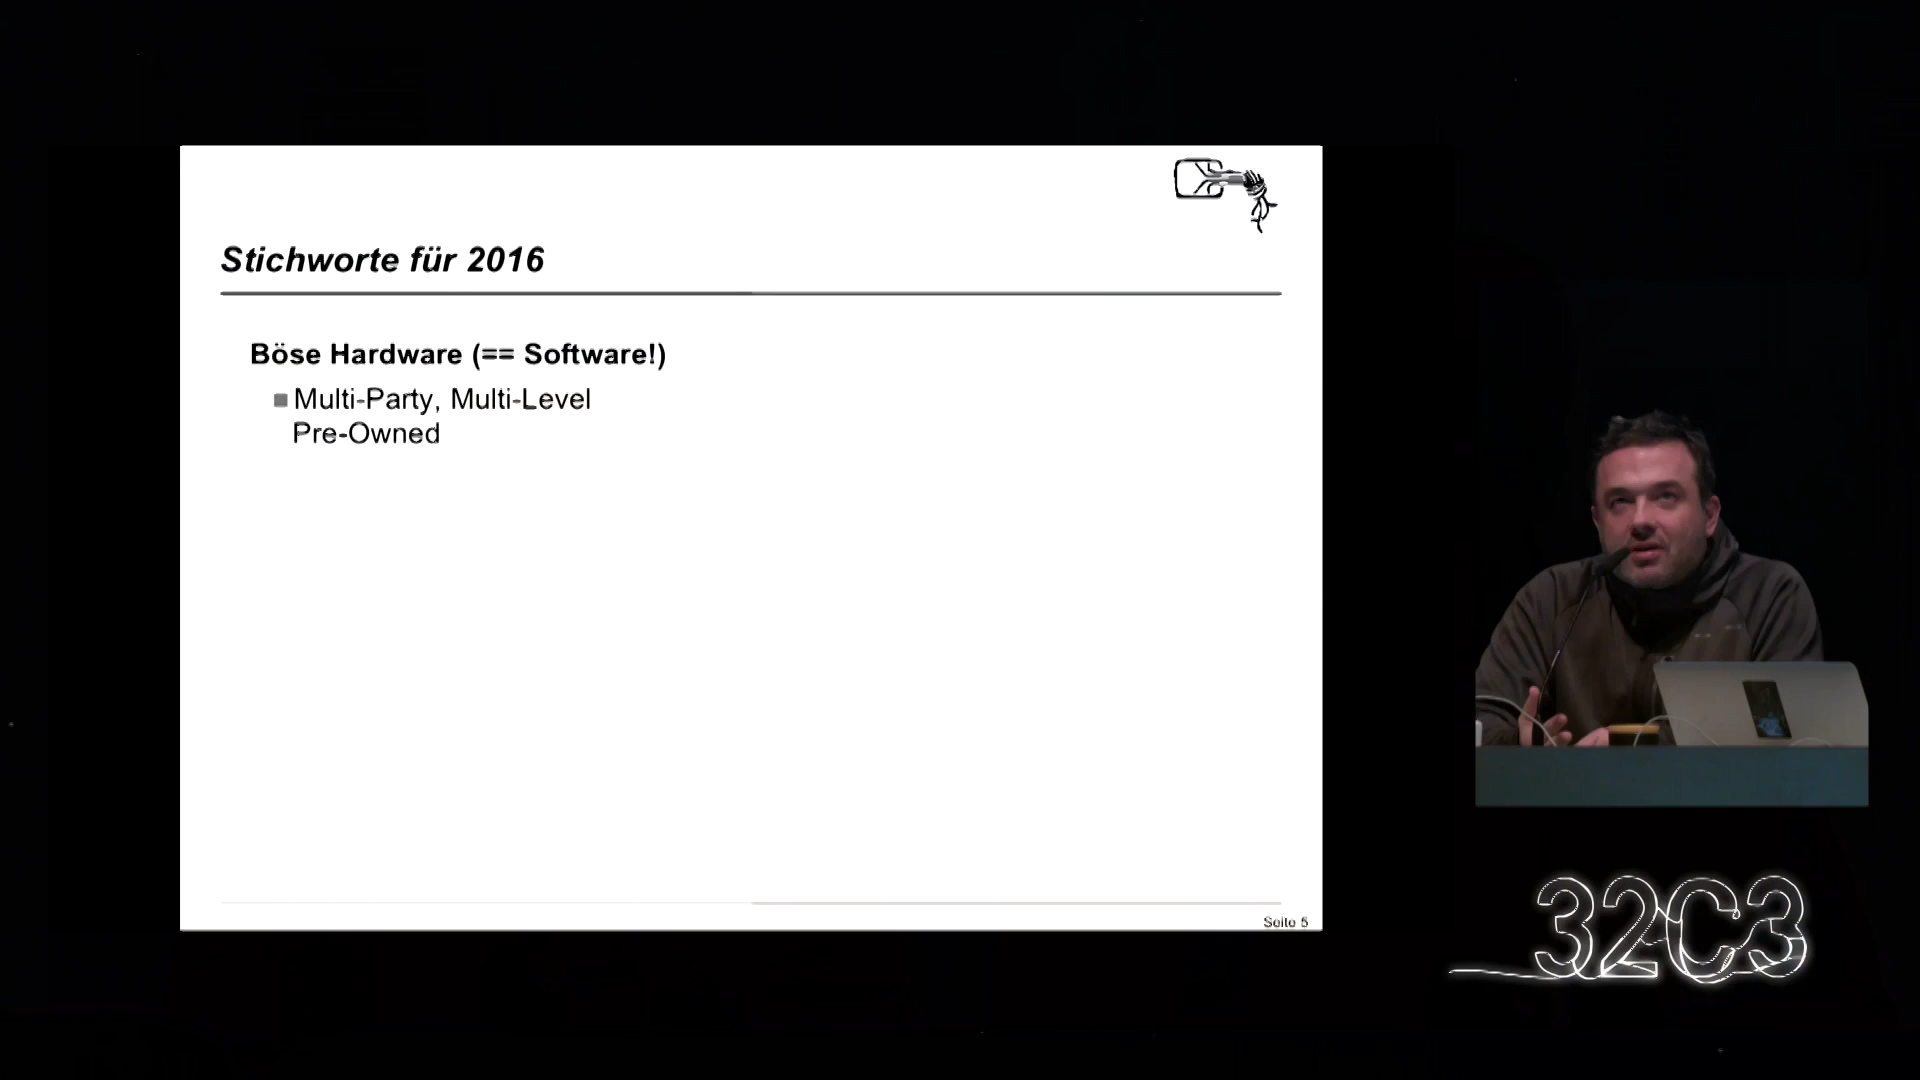 Stichworte für 2016
Böse Hardware (== Software!)
Multi-Party, Multi-Level
Pre-Owned
Seite 5
32C3